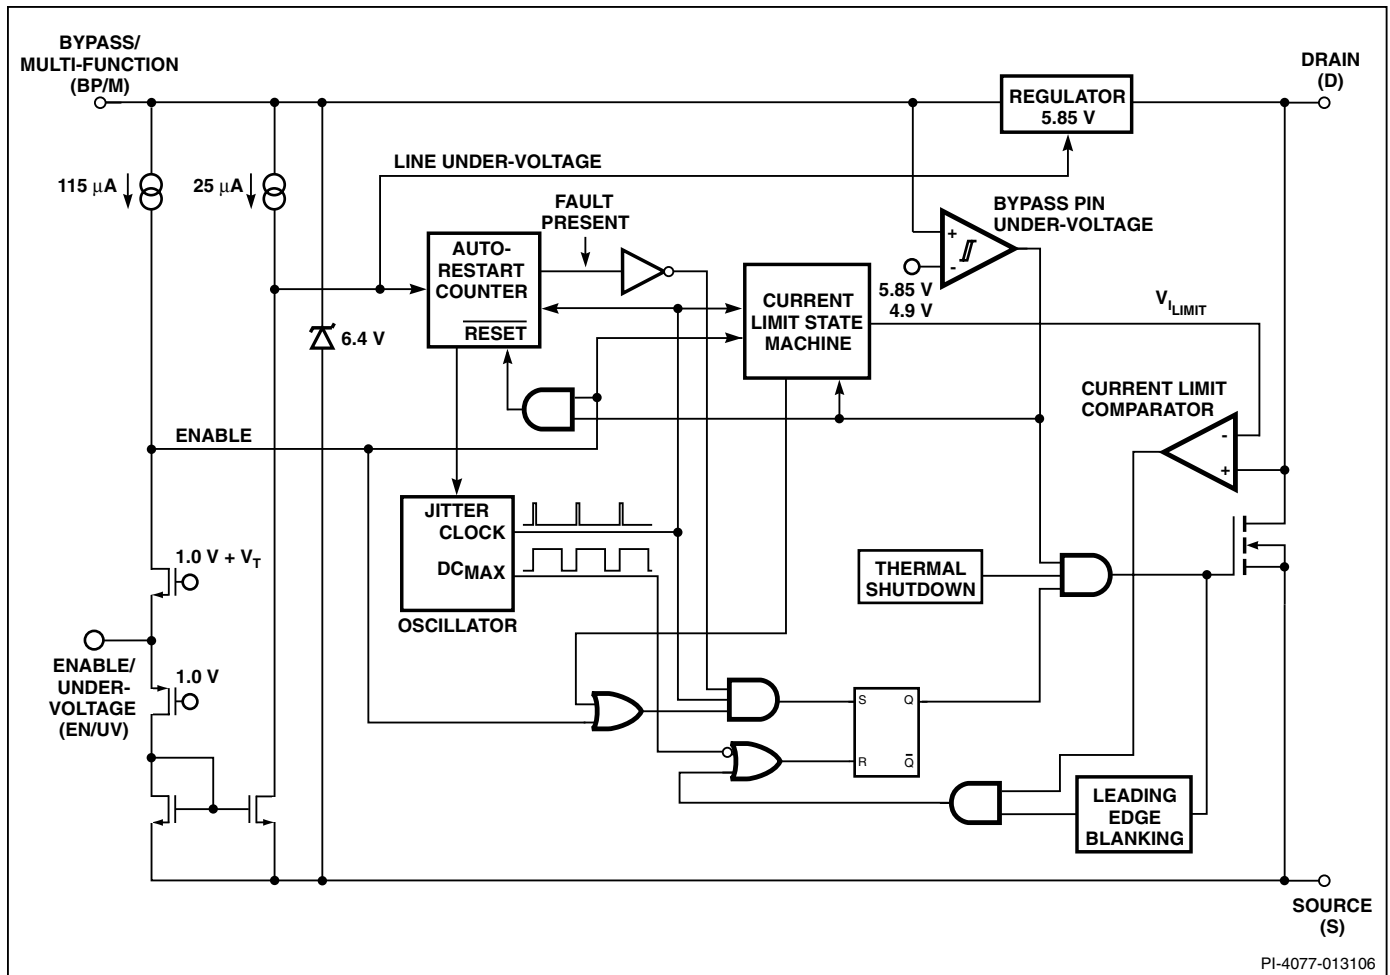 BYPASS/
MULTI-FUNCTION
(BP/M)
DRAIN
(D)
REGULATOR
5.85 V
LINE UNDER-VOLTAGE
115 μA
25 μA
FAULT
PRESENT
BYPASS PIN
UNDER-VOLTAGE
+
-
5.85 V
4.9 V
AUTO-
RESTART
COUNTER
RESET
CURRENT
LIMIT STATE
MACHINE
VILIMIT
6.4 V
CURRENT LIMIT
COMPARATOR
-
+
ENABLE
JITTER
CLOCK
DCMAX
OSCILLATOR
1.0 V + VT
THERMAL
SHUTDOWN
ENABLE/
UNDER-
VOLTAGE
(EN/UV)
1.0 V
S Q
R Q̅
LEADING
EDGE
BLANKING
SOURCE
(S)
PI-4077-013106